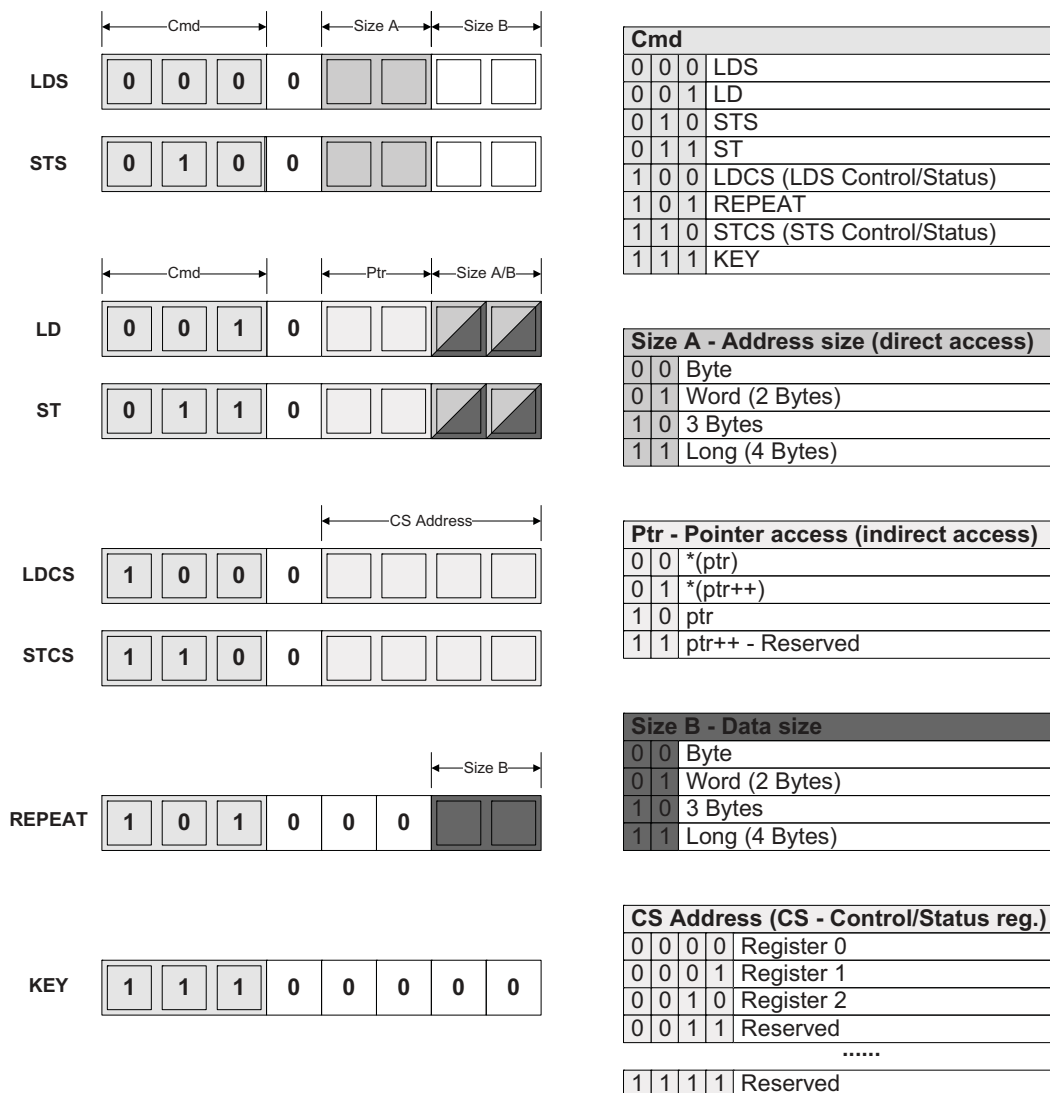 Cmd Size A Size B
LDS 0 0 0 0
STS 0 1 0 0
Cmd Ptr Size A/B
LD 0 0 1 0
ST 0 1 1 0
CS Address
LDCS 1 0 0 0
STCS 1 1 0 0
Size B
REPEAT 1 0 1 0 0 0
KEY 1 1 1 0 0 0 0 0
Cmd
0 0 0 LDS
0 0 1 LD
0 1 0 STS
0 1 1 ST
1 0 0 LDCS (LDS Control/Status)
1 0 1 REPEAT
1 1 0 STCS (STS Control/Status)
1 1 1 KEY
Size A - Address size (direct access)
0 0 Byte
0 1 Word (2 Bytes)
1 0 3 Bytes
1 1 Long (4 Bytes)
Ptr - Pointer access (indirect access)
0 0 *(ptr)
0 1 *(ptr++)
1 0 ptr
1 1 ptr++ - Reserved
Size B - Data size
0 0 Byte
0 1 Word (2 Bytes)
1 0 3 Bytes
1 1 Long (4 Bytes)
CS Address (CS - Control/Status reg.)
0 0 0 0 Register 0
0 0 0 1 Register 1
0 0 1 0 Register 2
0 0 1 1 Reserved
......
1 1 1 1 Reserved